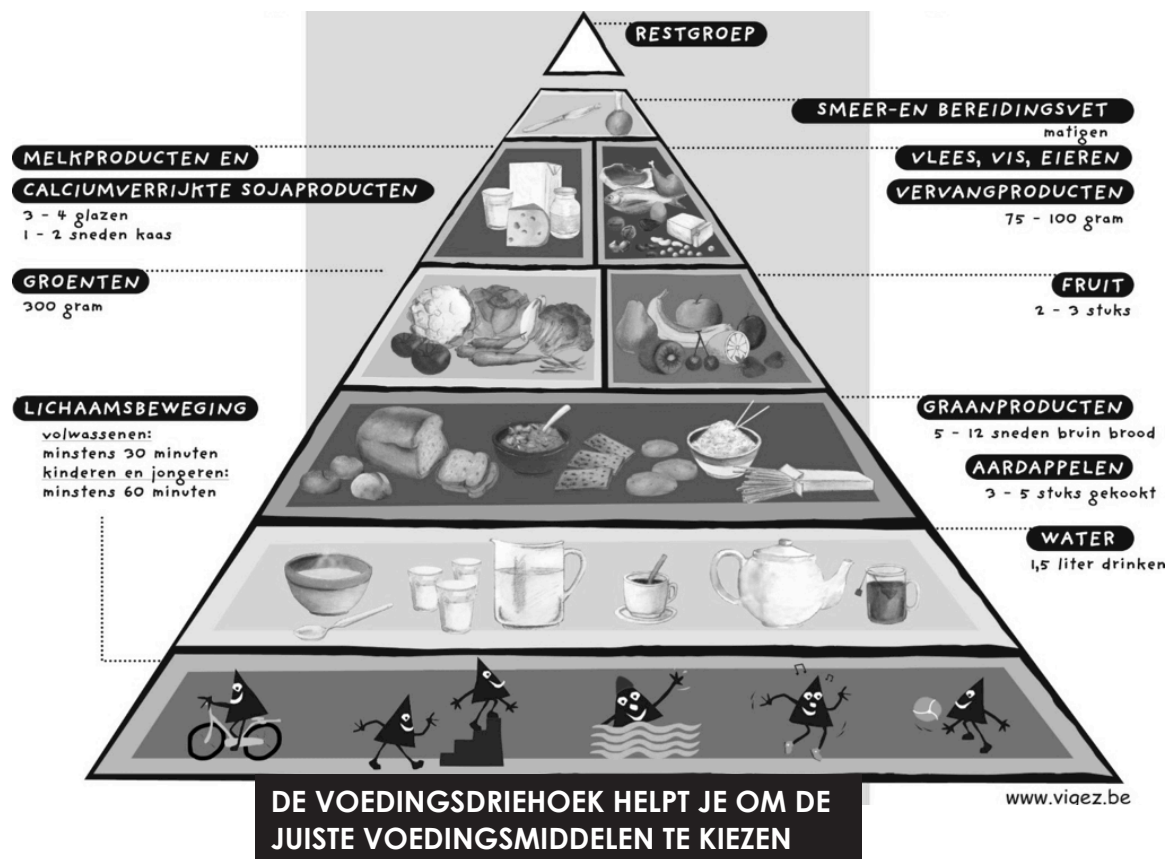 RESTGROEP
SMEER-EN BEREIDINGSVET
matigen
MELKPRODUCTEN EN
CALCIUMVERRIJKTE SOJAPRODUCTEN
3 - 4 glazen
1 - 2 sneden kaas
VLEES, VIS, EIEREN
VERVANGPRODUCTEN
75 - 100 gram
GROENTEN
300 gram
FRUIT
2 - 3 stuks
LICHAAMSBEWEGING
volwassenen:
minstens 30 minuten
kinderen en jongeren:
minstens 60 minuten
GRAANPRODUCTEN
5 - 12 sneden bruin brood
AARDAPPELEN
3 - 5 stuks gekookt
WATER
1,5 liter drinken
www.vigez.be
DE VOEDINGSDRIEHOEK HELPT JE OM DE
JUISTE VOEDINGSMIDDELEN TE KIEZEN